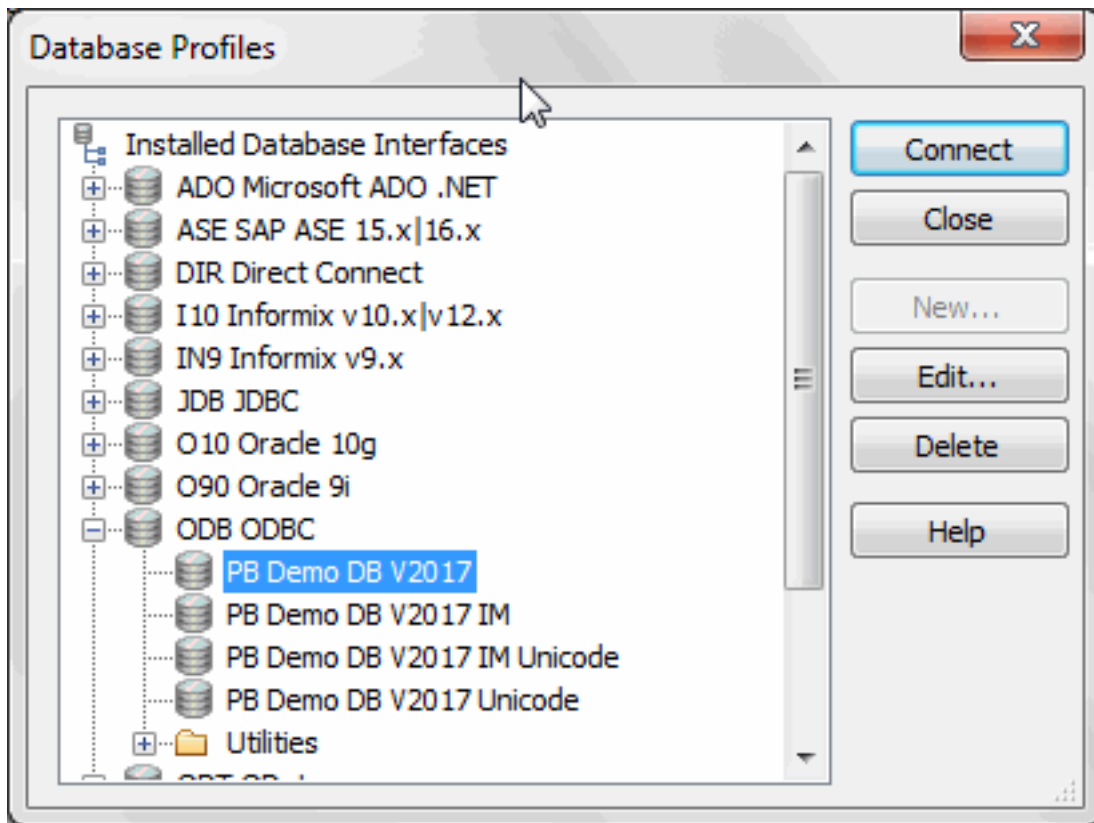 Database Profiles
Installed Database Interfaces
ADO Microsoft ADO .NET
ASE SAP ASE 15.x|16.x
DIR Direct Connect
I10 Informix v10.x|v12.x
IN9 Informix v9.x
JDB JDBC
O10 Oracle 10g
O90 Oracle 9i
ODB ODBC
PB Demo DB V2017
PB Demo DB V2017 IM
PB Demo DB V2017 IM Unicode
PB Demo DB V2017 Unicode
Utilities
Connect
Close
New...
Edit...
Delete
Help